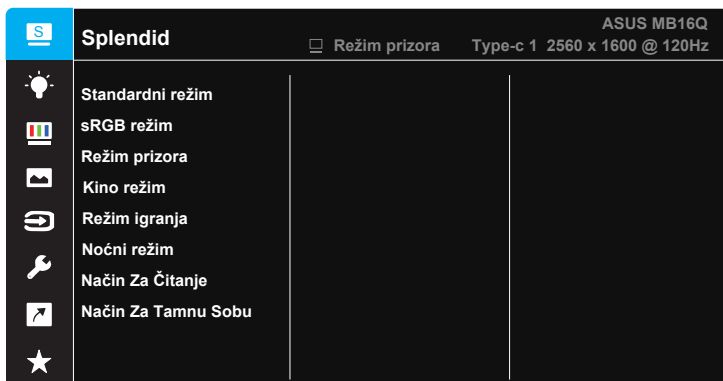 S
Splendid
ASUS MB16Q
Režim prizora Type-c 1 2560 x 1600 @ 120Hz
Standardni režim
sRGB režim
Režim prizora
Kino režim
Režim igranja
Noćni režim
Način Za Čitanje
Način Za Tamnu Sobu